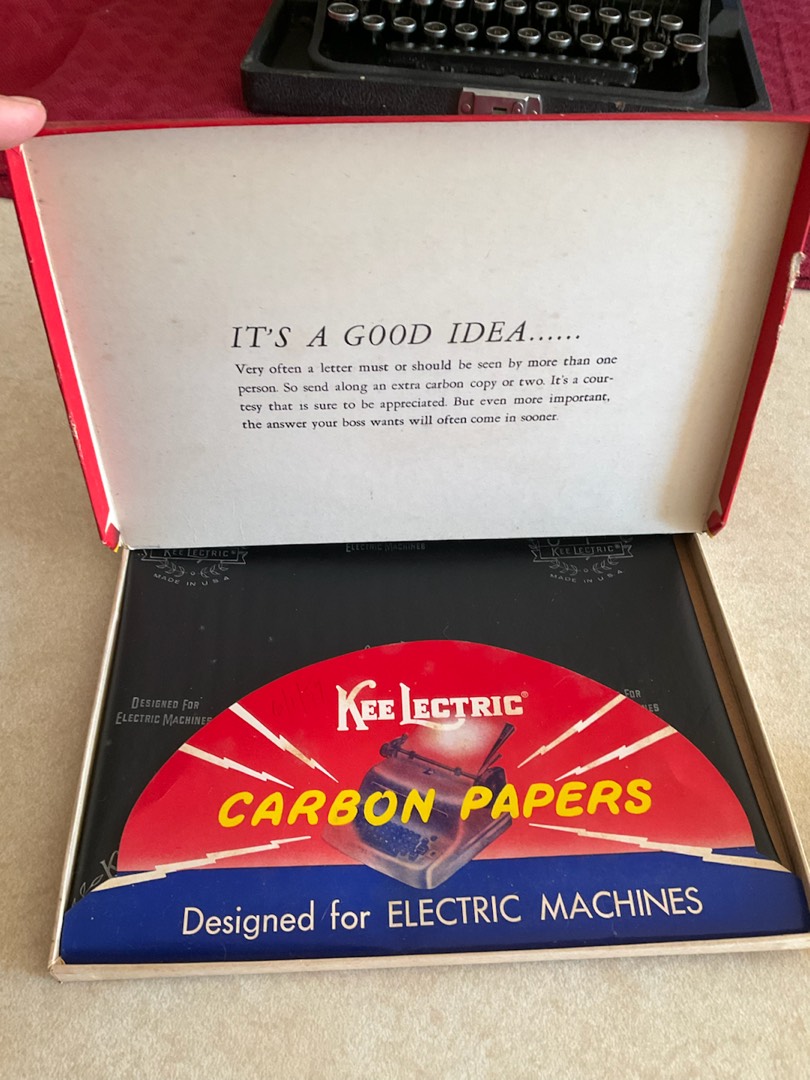 IT'S A GOOD IDEA......
Very often a letter must or should be seen by more than one
person. So send along an extra carbon copy or two. It's a cour-
tesy that is sure to be appreciated. But even more important,
the answer your boss wants will often come in sooner.
KEE LECTRIC®
MADE IN U.S.A
ELECTRIC MACHINES
KEE LECTRIC®
MADE IN U.S.A
DESIGNED FOR
ELECTRIC MACHINES
FOR
KEE LECTRIC®
CARBON PAPERS
Designed for ELECTRIC MACHINES